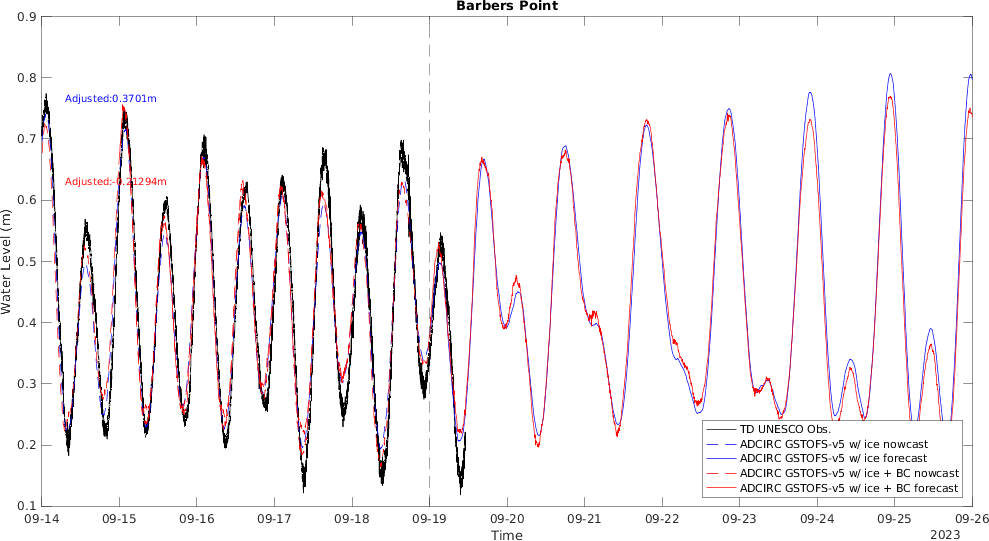 Barbers Point
0.9
0.8
0.7
0.6
0.5
0.4
0.3
0.2
0.1
Water Level (m)
Adjusted:0.3701m
Adjusted:-0.21294m
TD UNESCO Obs.
ADCIRC GSTOFS-v5 w/ ice nowcast
ADCIRC GSTOFS-v5 w/ ice forecast
ADCIRC GSTOFS-v5 w/ ice + BC nowcast
ADCIRC GSTOFS-v5 w/ ice + BC forecast
09-14 09-15 09-16 09-17 09-18 09-19 09-20 09-21 09-22 09-23 09-24 09-25 09-26
Time
2023